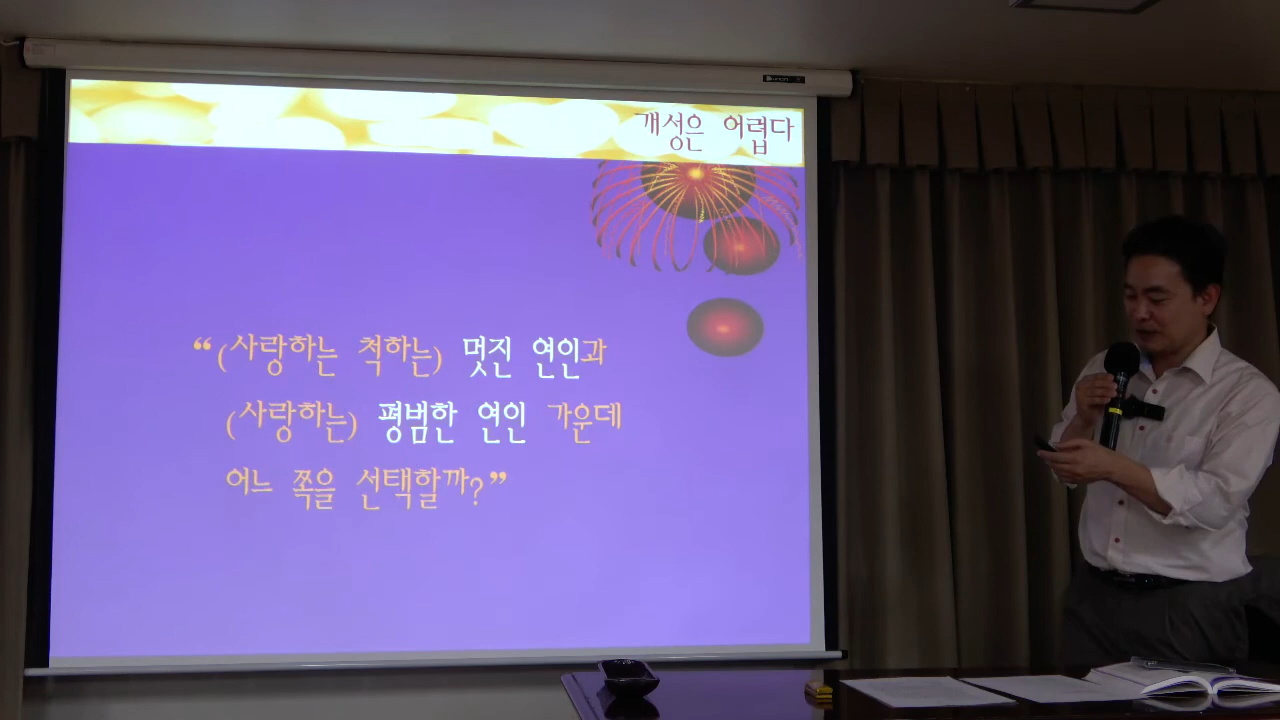 개성은 어렵다
“(사랑하는 척하는) 멋진 연인과
(사랑하는) 평범한 연인 가운데
어느 쪽을 선택할까?”